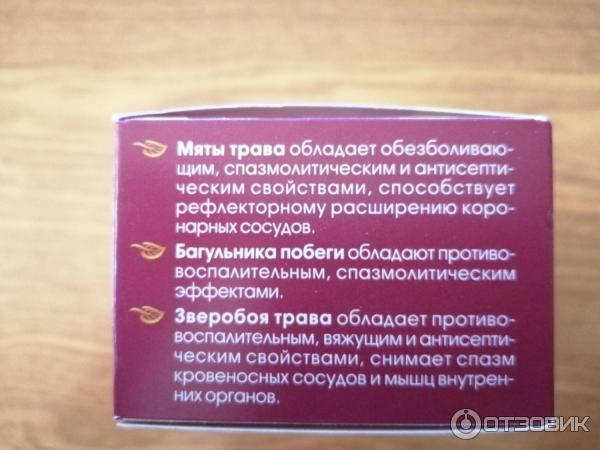 Мяты трава обладает обезболиваю-
щим, спазмолитическим и антисепти-
ческим свойствами, способствует
рефлекторному расширению коро-
нарных сосудов.
Багульника побеги обладают противо-
воспалительным, спазмолитическим
эффектами.
Зверобоя трава обладает противо-
воспалительным, вяжущим и антисепти-
ческим свойствами, снимает спазм
кровеносных сосудов и мышц внутрен-
них органов.
ОТЗОВИК